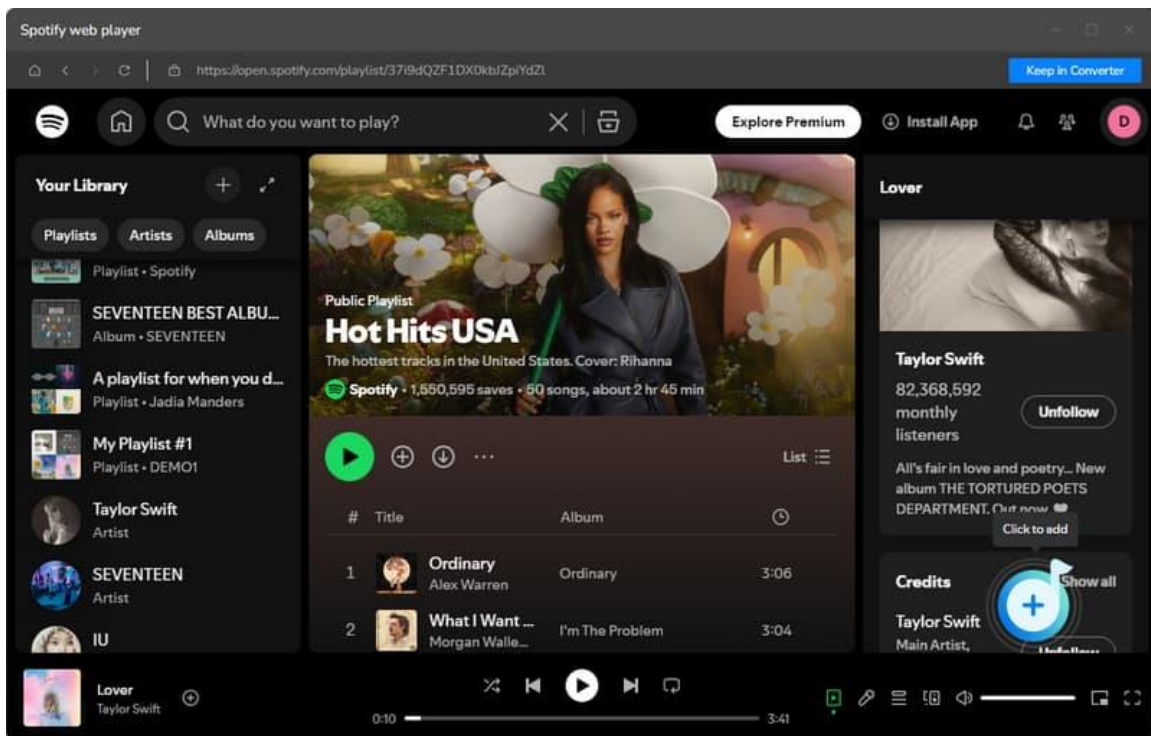 Spotify web player
https://open.spotify.com/playlist/37i9dQZF1DX0kbJZpiYdZl
Keep in Converter
What do you want to play?
Explore Premium
Install App
D
Your Library
Playlists
Artists
Albums
Playlist • Spotify
SEVENTEEN BEST ALBU...
Album • SEVENTEEN
A playlist for when you d...
Playlist • Jadia Manders
My Playlist #1
Playlist • DEMO1
Taylor Swift
Artist
SEVENTEEN
Artist
IU
Public Playlist
Hot Hits USA
The hottest tracks in the United States. Cover: Rihanna
Spotify • 1,550,595 saves • 50 songs, about 2 hr 45 min
List
# Title Album
1 Ordinary Ordinary 3:06
Alex Warren
2 What I Want ... I'm The Problem 3:04
Morgan Walle...
Lover
Taylor Swift
82,368,592
monthly
listeners
Unfollow
All's fair in love and poetry... New
album THE TORTURED POETS
DEPARTMENT. Out now 🤍
Click to add
Credits
Show all
Taylor Swift
Main Artist,
Unfollow
Lover
Taylor Swift
0:10
3:41